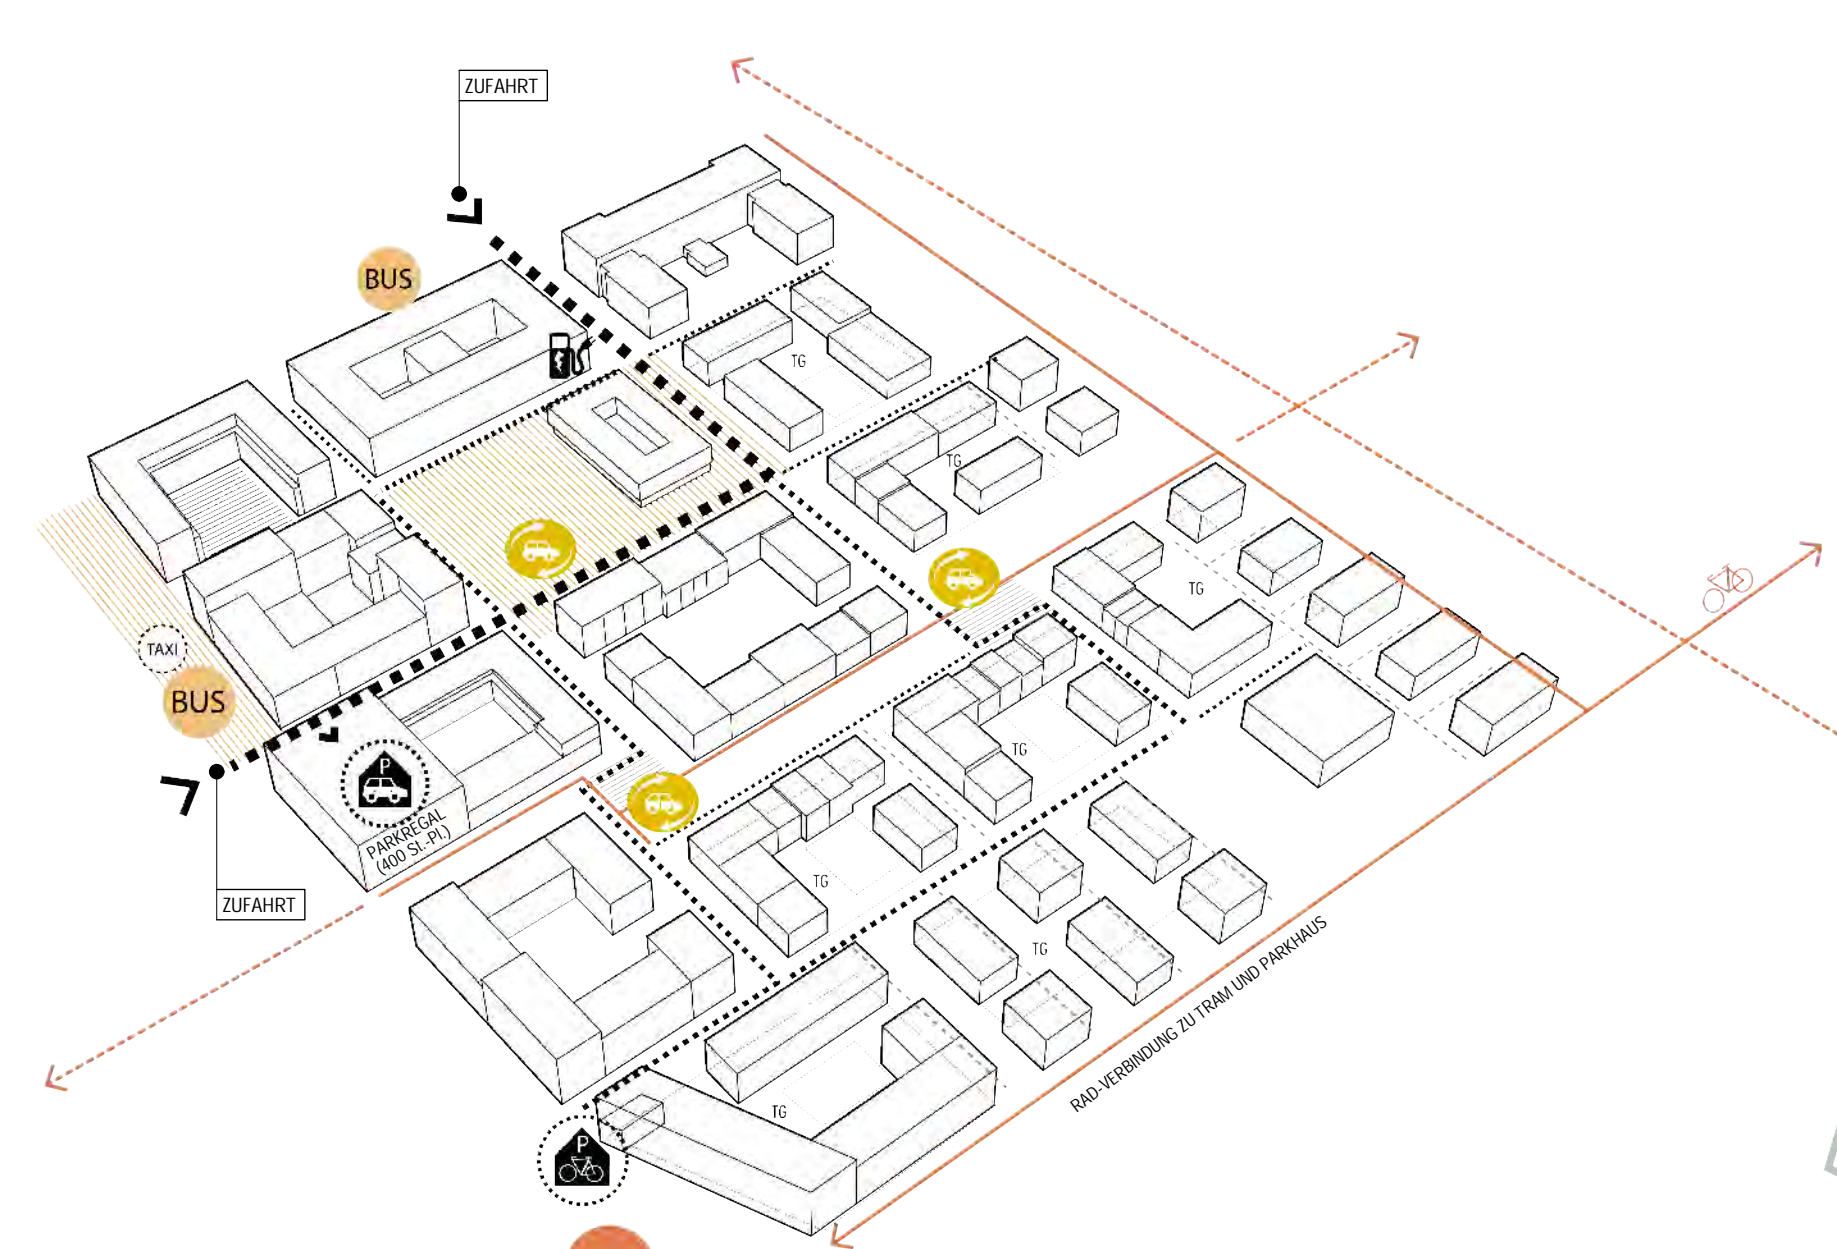 ZUFAHRT
BUS
TG
TG
TG
TAXI
BUS
P
PARKREGAL
(400 St.-Pl.)
TG
TG
ZUFAHRT
TG
RAD-VERBINDUNG ZU TRAM UND PARKHAUS
TG
P